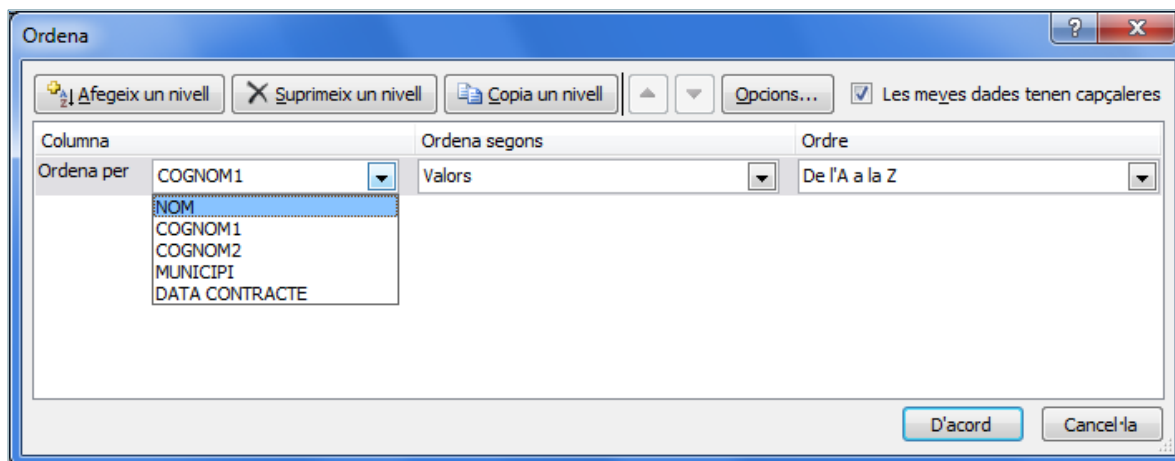 Ordena
Afegeix un nivell Suprimeix un nivell Copia un nivell Opcions... Les meves dades tenen capçaleres
Columna Ordena segons Ordre
Ordena per COGNOM1 Valors De l'A a la Z
NOM
COGNOM1
COGNOM2
MUNICIPI
DATA CONTRACTE
D'acord Cancel·la